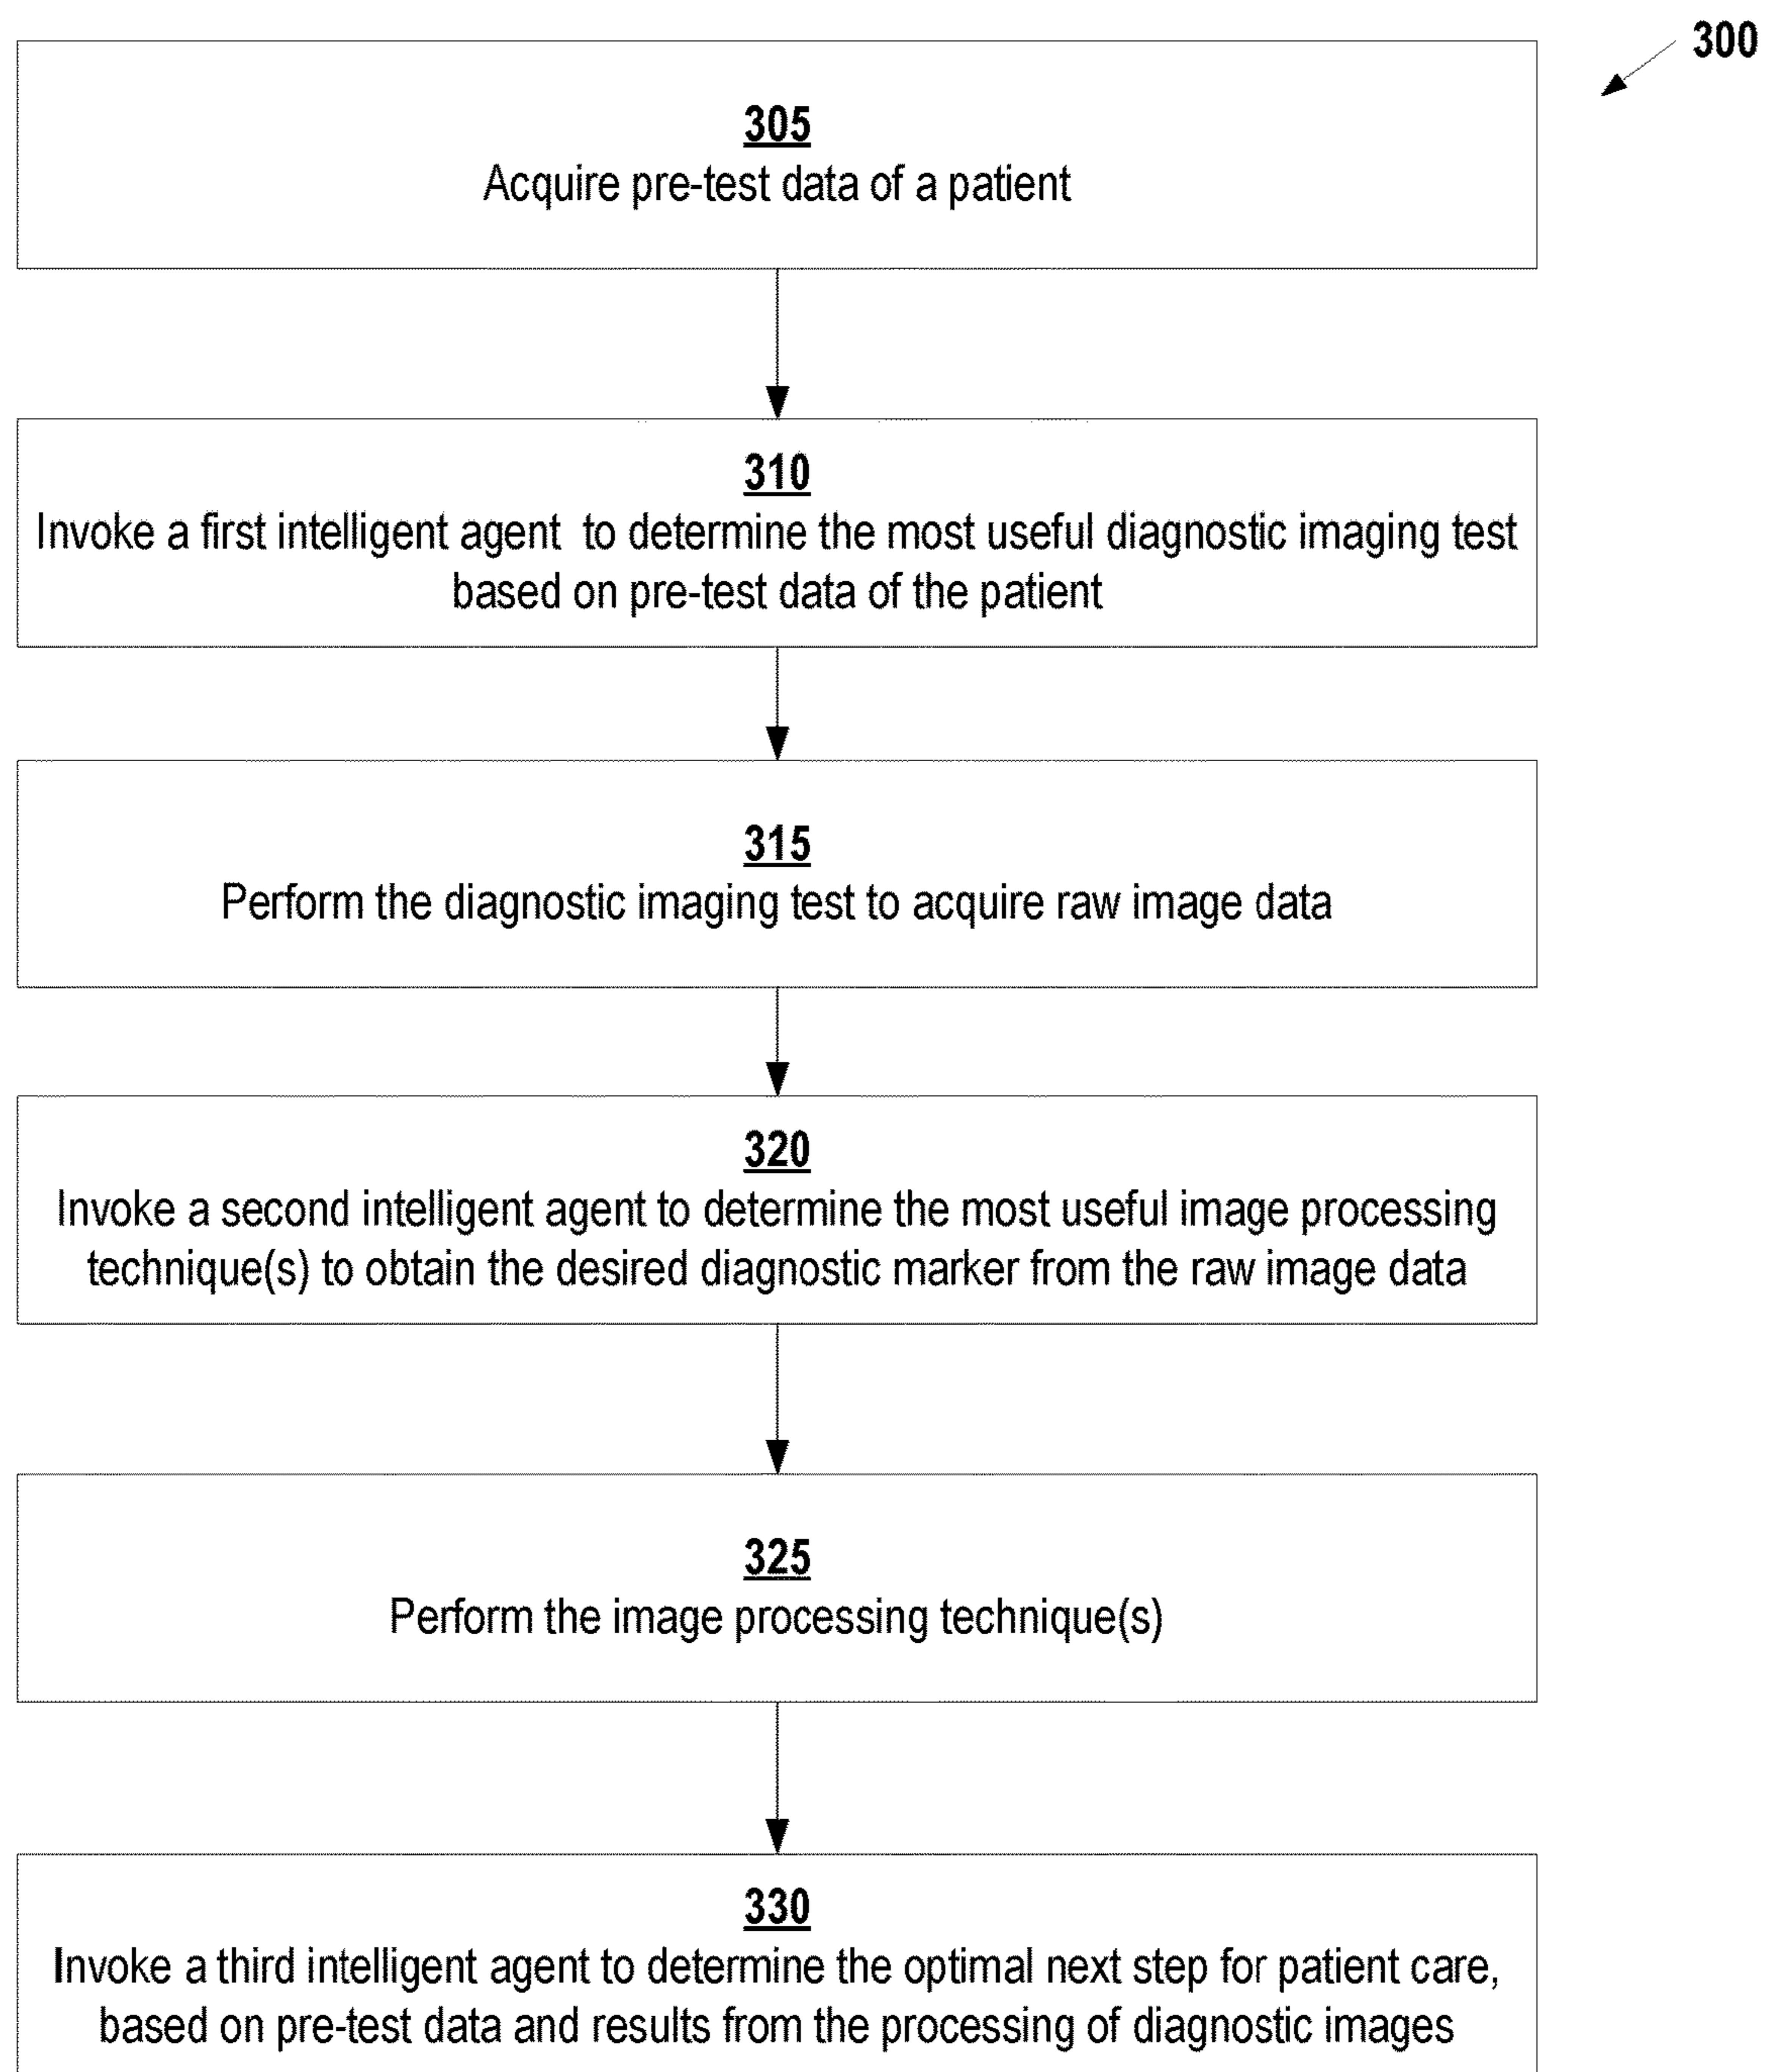 300
305
Acquire pre-test data of a patient
310
Invoke a first intelligent agent to determine the most useful diagnostic imaging test
based on pre-test data of the patient
315
Perform the diagnostic imaging test to acquire raw image data
320
Invoke a second intelligent agent to determine the most useful image processing
technique(s) to obtain the desired diagnostic marker from the raw image data
325
Perform the image processing technique(s)
330
Invoke a third intelligent agent to determine the optimal next step for patient care,
based on pre-test data and results from the processing of diagnostic images